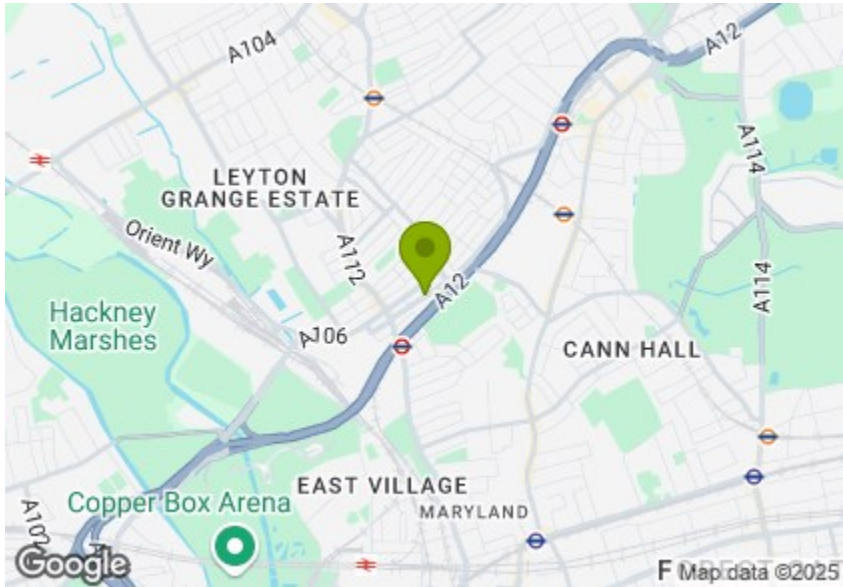 A12
A104
A114
LEYTON
GRANGE ESTATE
Orient Wy
A112
A12
A114
Hackney
Marshes
A106
CANN HALL
EAST VILLAGE
Copper Box Arena
MARYLAND
Google
Map data ©2025